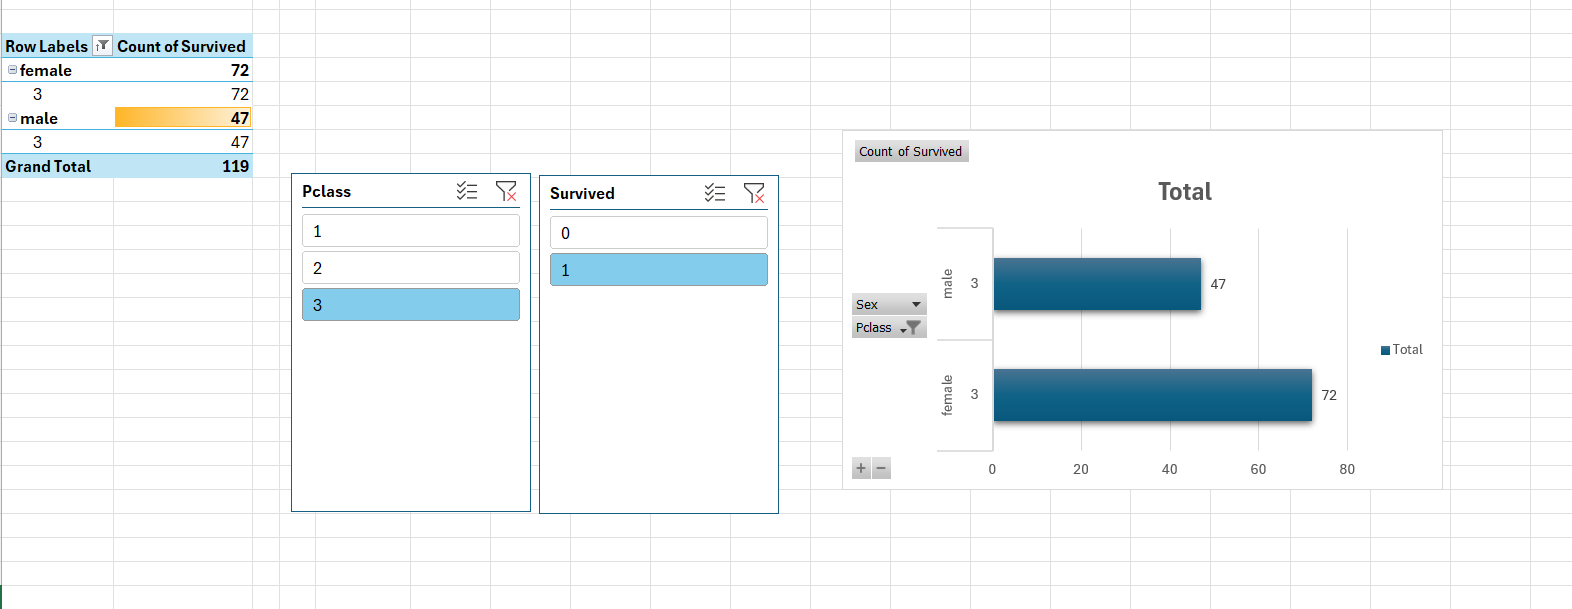 Row Labels Count of Survived
female 72
3 72
male 47
3 47
Grand Total 119
Pclass
1
2
3
Survived
0
1
Count of Survived
Total
male 3 47
Sex
Pclass
female 3 72
Total
+ −
0 20 40 60 80